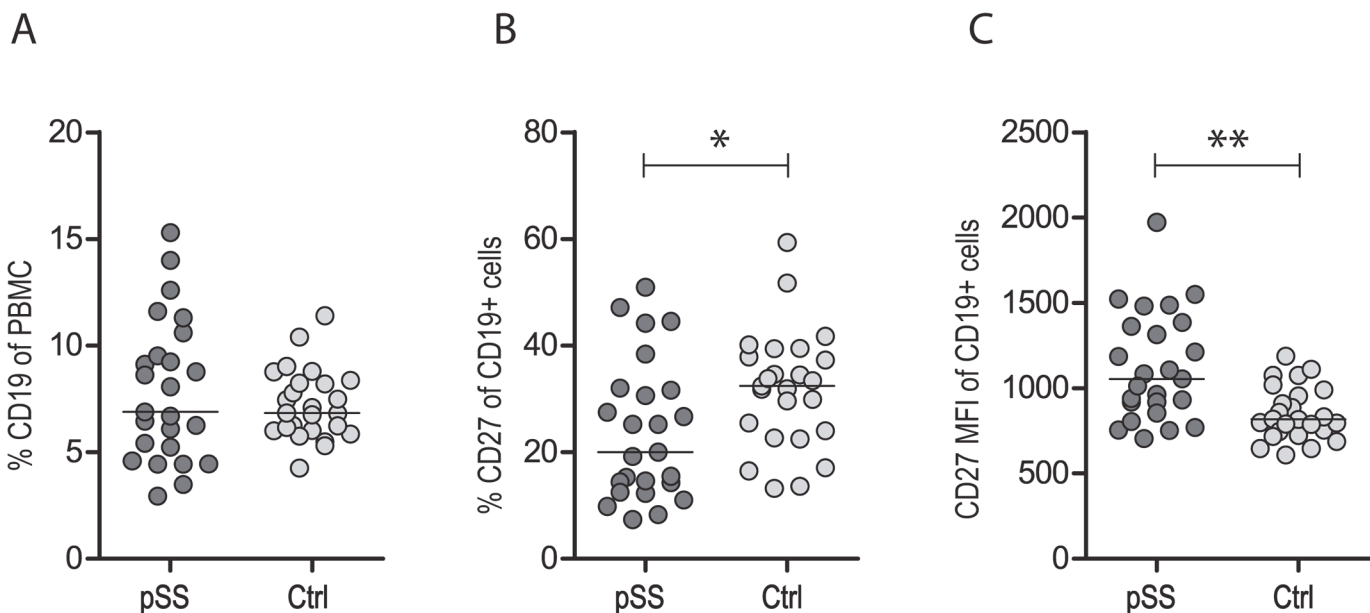 A
B
C
% CD19 of PBMC
20
15
10
5
0
pSS
Ctrl
% CD27 of CD19+ cells
80
60
40
20
0
*
pSS
Ctrl
CD27 MFI of CD19+ cells
2500
2000
1500
1000
500
0
**
pSS
Ctrl